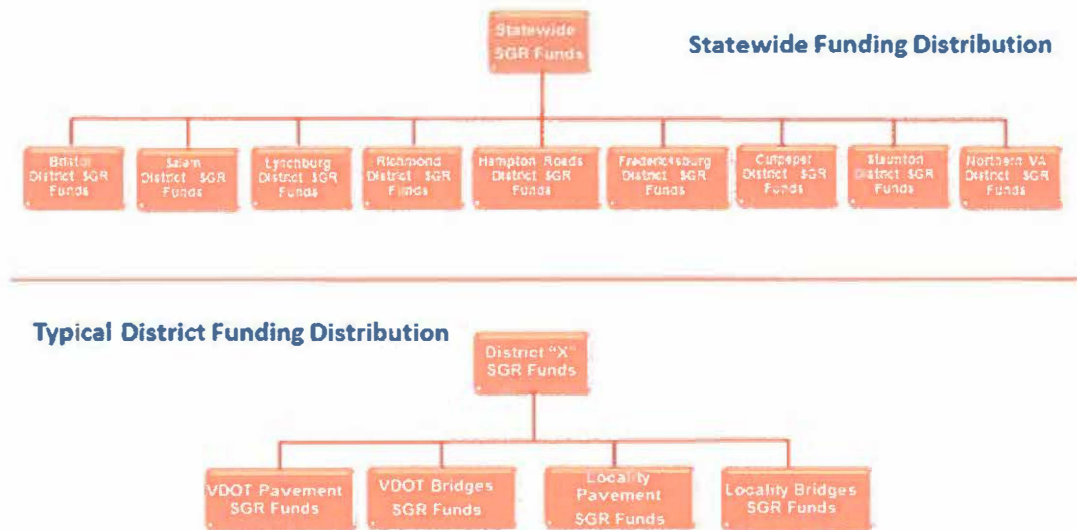 Statewide
SGR Funds
Statewide Funding Distribution
Bristol
District SGR
Funds
Salem
District SGR
Funds
Lynchburg
District SGR
Funds
Richmond
District SGR
Funds
Hampton Roads
District SGR
Funds
Fredericksburg
District SGR
Funds
Culpeper
District SGR
Funds
Staunton
District SGR
Funds
Northern VA
District SGR
Funds
Typical District Funding Distribution
District "X"
SGR Funds
VDOT Pavement
SGR Funds
VDOT Bridges
SGR Funds
Locality
Pavement
SGR Funds
Locality Bridges
SGR Funds